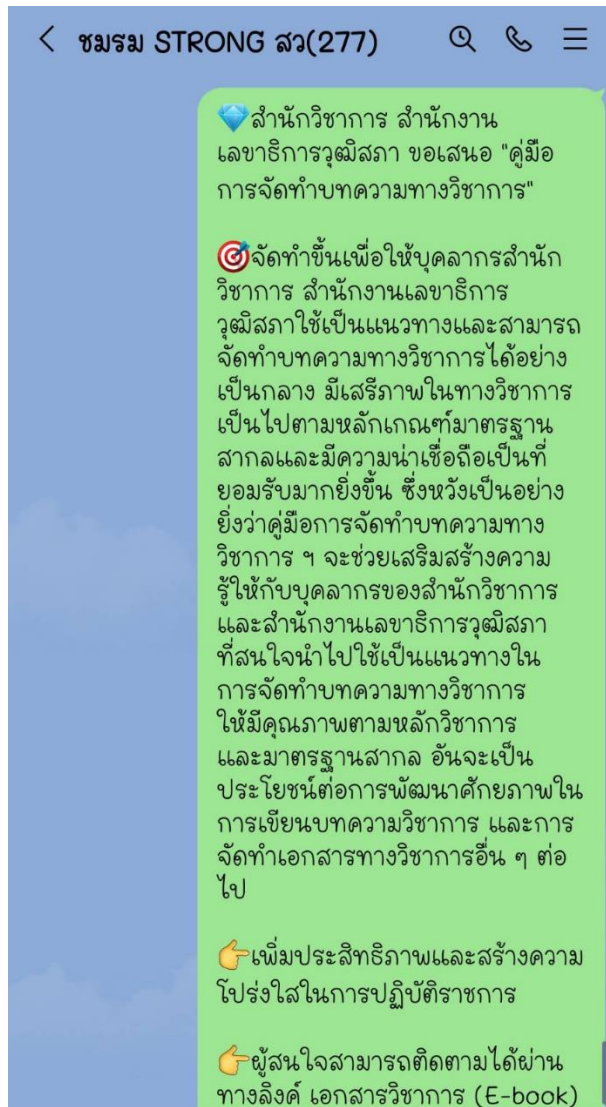 ชมรม STRONG สว(277)
💎สำนักวิชาการ สำนักงาน
เลขาธิการวุฒิสภา ขอเสนอ "คู่มือ
การจัดทำบทความทางวิชาการ"
🎯จัดทำขึ้นเพื่อให้บุคลากรสำนัก
วิชาการ สำนักงานเลขาธิการ
วุฒิสภาใช้เป็นแนวทางและสามารถ
จัดทำบทความทางวิชาการได้อย่าง
เป็นกลาง มีเสรีภาพในทางวิชาการ
เป็นไปตามหลักเกณฑ์มาตรฐาน
สากลและมีความน่าเชื่อถือเป็นที่
ยอมรับมากยิ่งขึ้น ซึ่งหวังเป็นอย่าง
ยิ่งว่าคู่มือการจัดทำบทความทาง
วิชาการ ฯ จะช่วยเสริมสร้างความ
รู้ให้กับบุคลากรของสำนักวิชาการ
และสำนักงานเลขาธิการวุฒิสภา
ที่สนใจนำไปใช้เป็นแนวทางใน
การจัดทำบทความทางวิชาการ
ให้มีคุณภาพตามหลักวิชาการ
และมาตรฐานสากล อันจะเป็น
ประโยชน์ต่อการพัฒนาศักยภาพใน
การเขียนบทความวิชาการ และการ
จัดทำเอกสารทางวิชาการอื่น ๆ ต่อ
ไป
👉เพิ่มประสิทธิภาพและสร้างความ
โปร่งใสในการปฏิบัติราชการ
👉ผู้สนใจสามารถติดตามได้ผ่าน
ทางลิงค์ เอกสารวิชาการ (E-book)